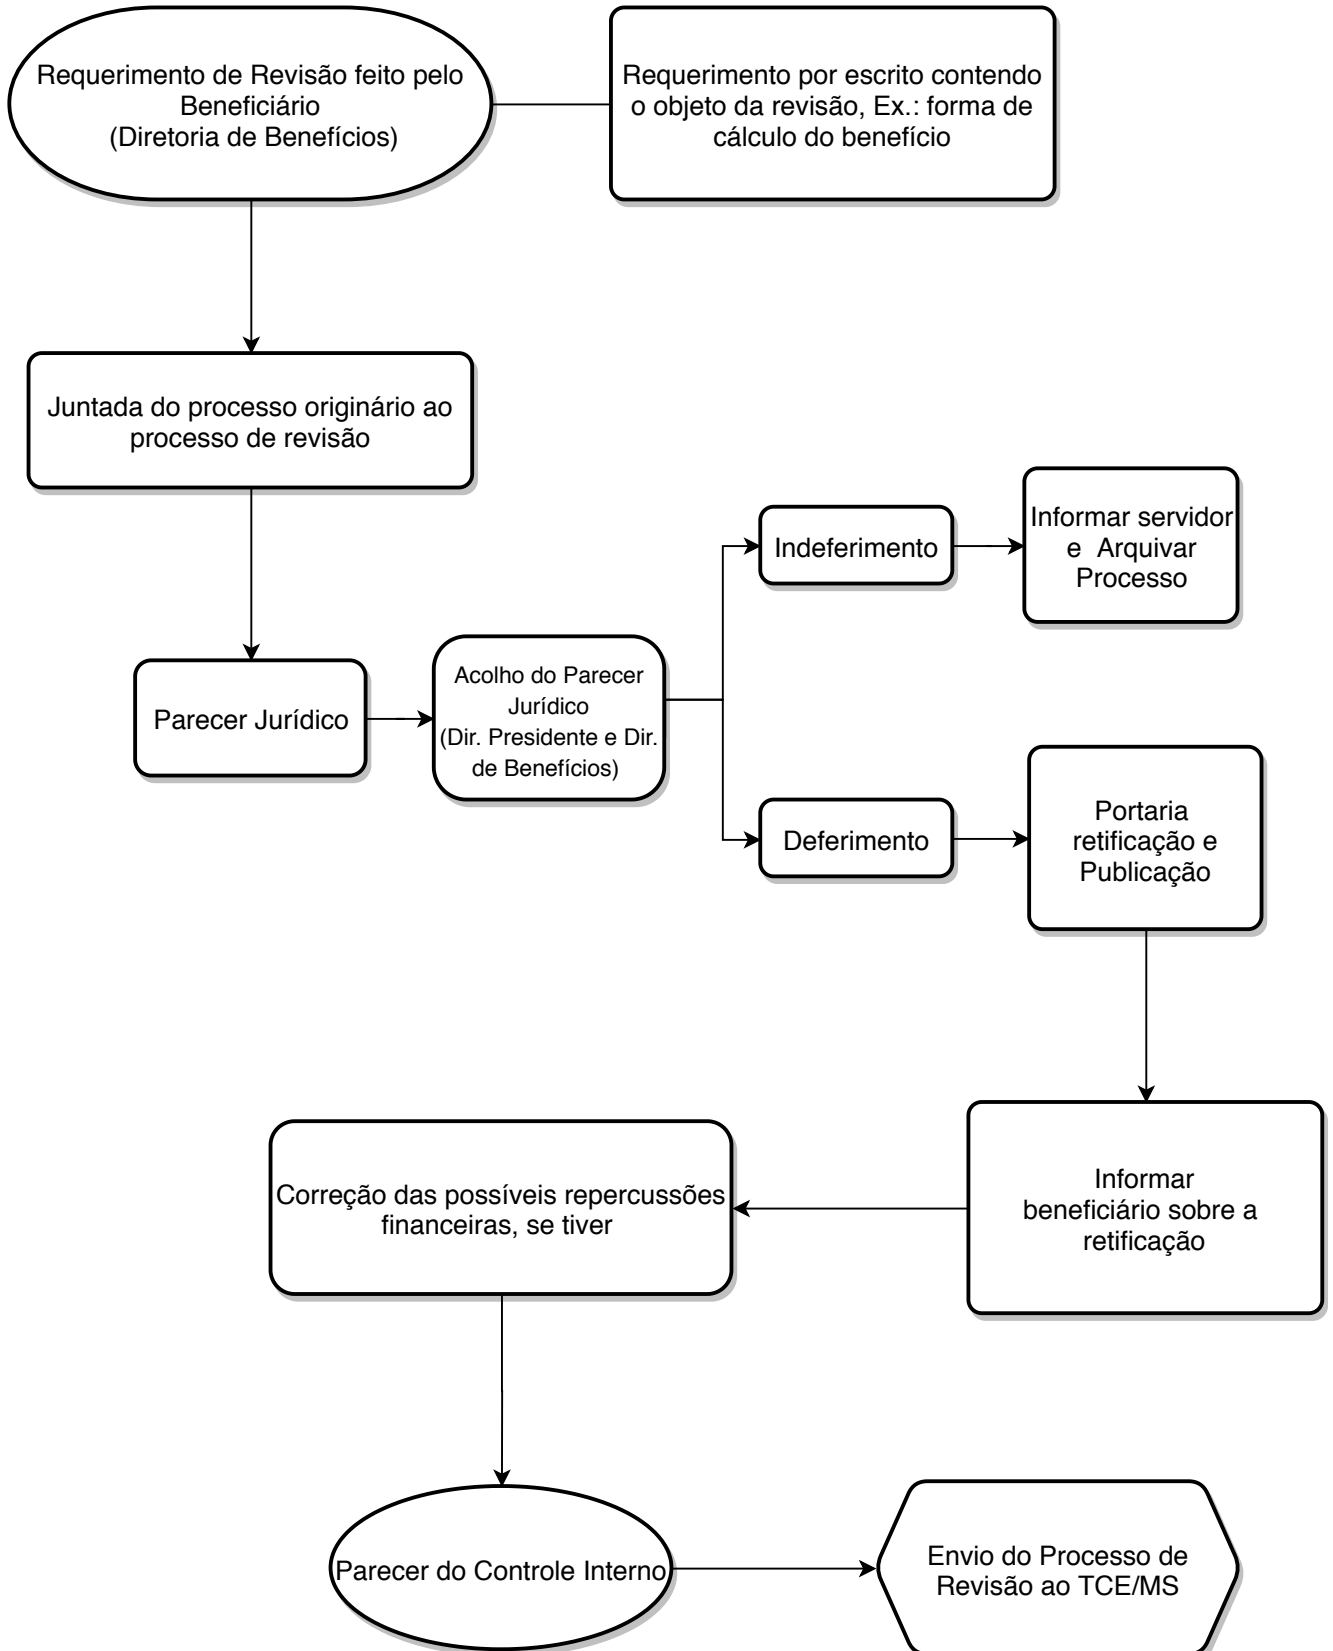 Requerimento de Revisão feito pelo
Beneficiário
(Diretoria de Benefícios)
Requerimento por escrito contendo
o objeto da revisão, Ex.: forma de
cálculo do benefício
Juntada do processo originário ao
processo de revisão
Parecer Jurídico
Acolho do Parecer
Jurídico
(Dir. Presidente e Dir.
de Benefícios)
Indeferimento
Informar servidor
e Arquivar
Processo
Deferimento
Portaria
retificação e
Publicação
Informar
beneficiário sobre a
retificação
Correção das possíveis repercussões
financeiras, se tiver
Parecer do Controle Interno
Envio do Processo de
Revisão ao TCE/MS